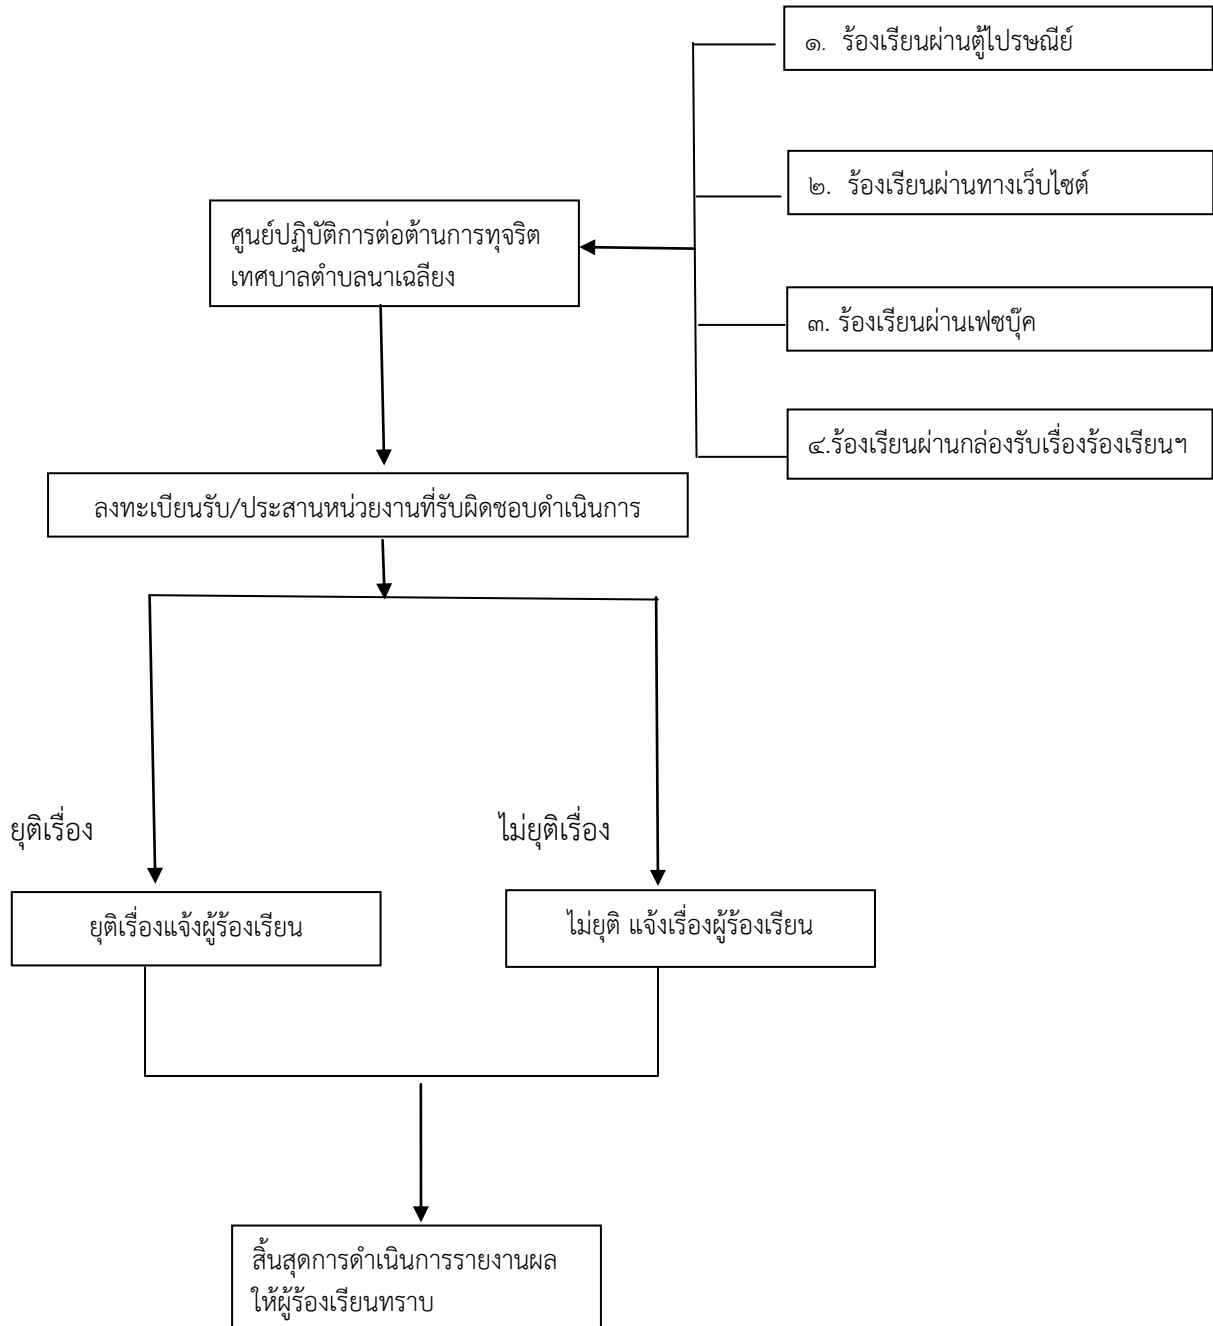 ๑. ร้องเรียนผ่านตู้ไปรษณีย์
๒. ร้องเรียนผ่านทางเว็บไซต์
ศูนย์ปฏิบัติการต่อต้านการทุจริต
เทศบาลตำบลนาเฉลียง
๓. ร้องเรียนผ่านเฟซบุ๊ค
๔.ร้องเรียนผ่านกล่องรับเรื่องร้องเรียนฯ
ลงทะเบียนรับ/ประสานหน่วยงานที่รับผิดชอบดำเนินการ
ยุติเรื่อง
ไม่ยุติเรื่อง
ยุติเรื่องแจ้งผู้ร้องเรียน
ไม่ยุติ แจ้งเรื่องผู้ร้องเรียน
สิ้นสุดการดำเนินการรายงานผล
ให้ผู้ร้องเรียนทราบ